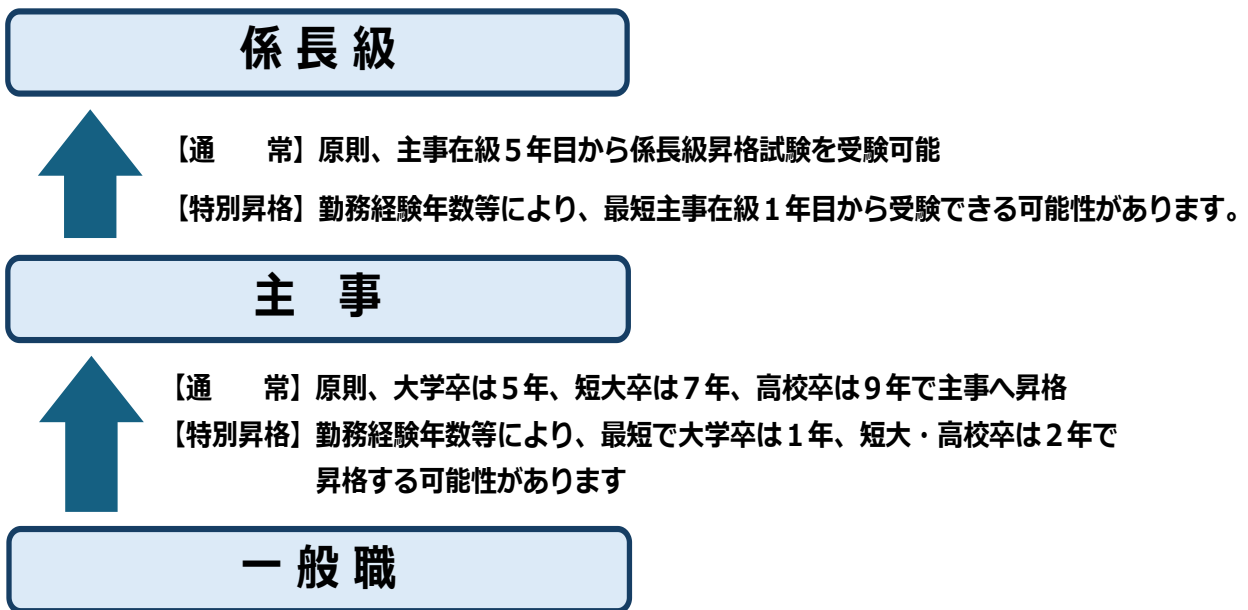 係 長 級
【通　　常】原則、主事在級５年目から係長級昇格試験を受験可能
【特別昇格】勤務経験年数等により、最短主事在級１年目から受験できる可能性があります。
主　事
【通　　常】原則、大学卒は５年、短大卒は７年、高校卒は９年で主事へ昇格
【特別昇格】勤務経験年数等により、最短で大学卒は１年、短大・高校卒は２年で
昇格する可能性があります
一 般 職